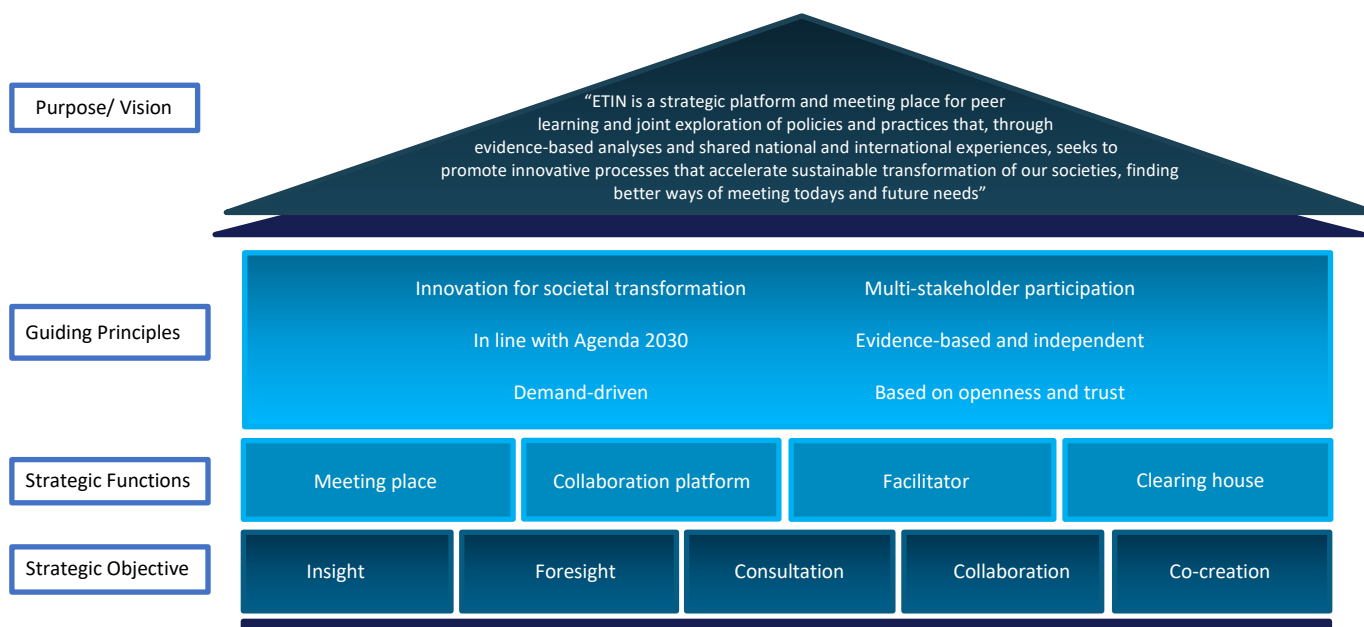 Purpose/ Vision
“ETIN is a strategic platform and meeting place for peer
learning and joint exploration of policies and practices that, through
evidence-based analyses and shared national and international experiences, seeks to
promote innovative processes that accelerate sustainable transformation of our societies, finding
better ways of meeting todays and future needs”
Guiding Principles
Innovation for societal transformation
Multi-stakeholder participation
In line with Agenda 2030
Evidence-based and independent
Demand-driven
Based on openness and trust
Strategic Functions
Meeting place
Collaboration platform
Facilitator
Clearing house
Strategic Objective
Insight
Foresight
Consultation
Collaboration
Co-creation